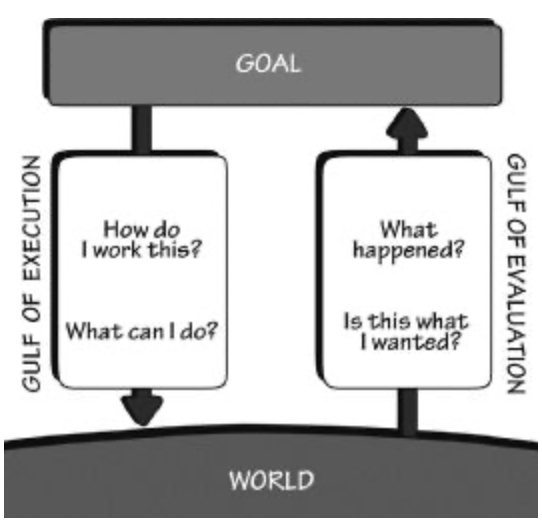 GOAL
GULF OF EXECUTION
How do
I work this?
What can I do?
What
happened?
Is this what
I wanted?
GULF OF EVALUATION
WORLD